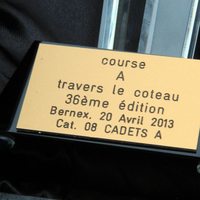 course
A
travers le coteau
36ème édition
Bernex, 20 Avril 2013
Cat. 08 CADETS A